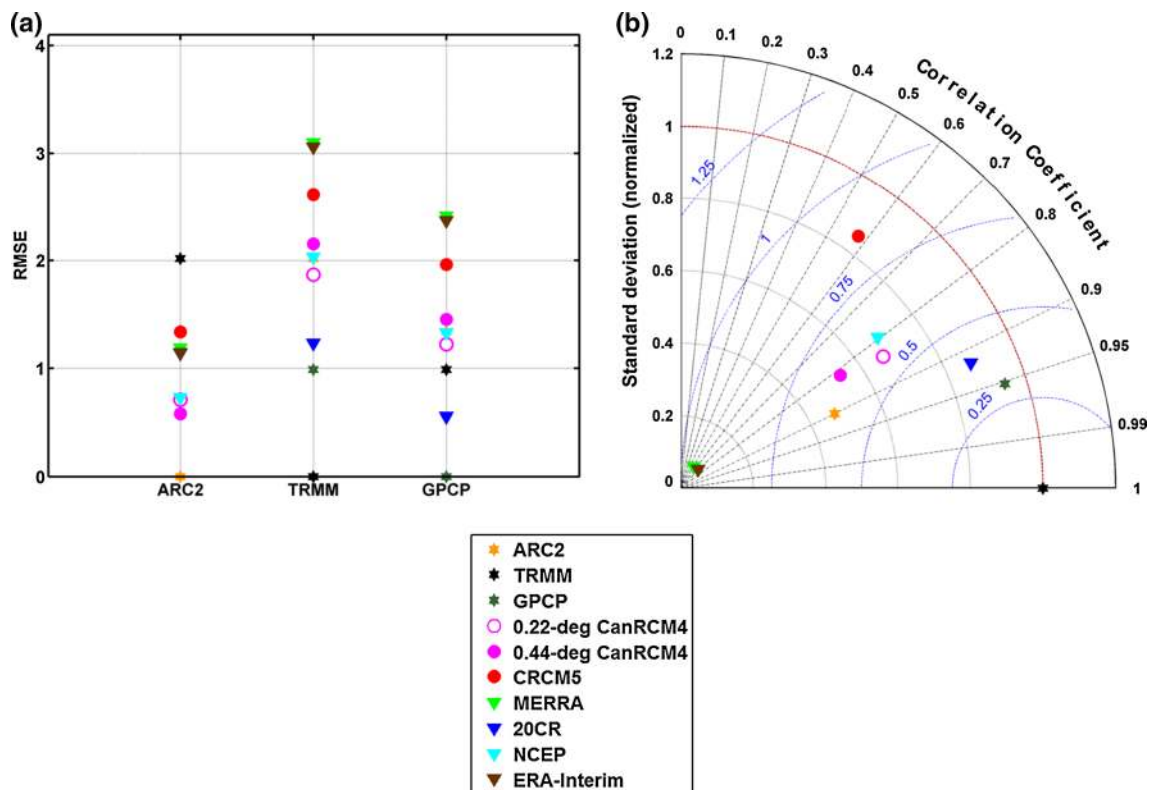 (a)
4
3
2
1
0
RMSE
ARC2 TRMM GPCP
(b)
0 0.1 0.2 0.3 0.4 0.5 0.6 0.7 0.8 0.9 0.95 0.99 1
Correlation Coefficient
1.2
1
0.8
0.6
0.4
0.2
0
Standard deviation (normalized)
1.25
1
0.75
0.5
0.25
ARC2
TRMM
GPCP
0.22-deg CanRCM4
0.44-deg CanRCM4
CRCM5
MERRA
20CR
NCEP
ERA-Interim